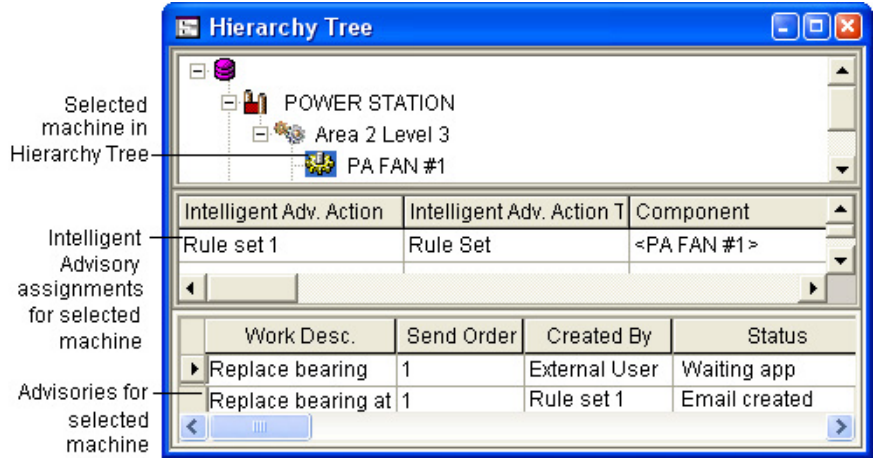 Hierarchy Tree
POWER STATION
Area 2 Level 3
PA FAN #1
Selected
machine in
Hierarchy Tree
Intelligent Adv. Action Intelligent Adv. Action T Component
Rule set 1 Rule Set <PA FAN #1>
Intelligent
Advisory
assignments
for selected
machine
Work Desc. Send Order Created By Status
Replace bearing 1 External User Waiting app
Replace bearing at 1 Rule set 1 Email created
Advisories for
selected
machine